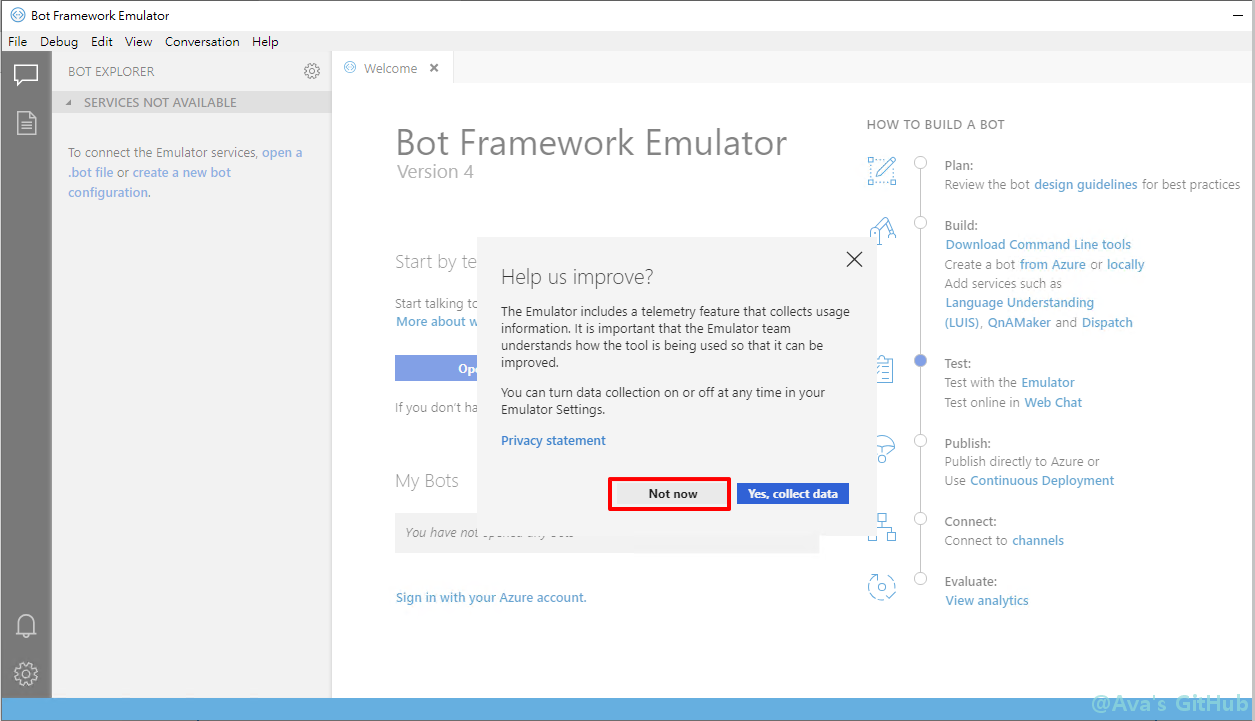 Bot Framework Emulator
File Debug Edit View Conversation Help
BOT EXPLORER
SERVICES NOT AVAILABLE
To connect the Emulator services, open a
.bot file or create a new bot
configuration.
Welcome
Bot Framework Emulator
Version 4
Start by te
Start talking to
More about w
Ope
If you don't ha
My Bots
You have not opened any bots
Sign in with your Azure account.
Help us improve?
The Emulator includes a telemetry feature that collects usage
information. It is important that the Emulator team
understands how the tool is being used so that it can be
improved.
You can turn data collection on or off at any time in your
Emulator Settings.
Privacy statement
Not now
Yes, collect data
HOW TO BUILD A BOT
Plan:
Review the bot design guidelines for best practices
Build:
Download Command Line tools
Create a bot from Azure or locally
Add services such as
Language Understanding
(LUIS), QnAMaker and Dispatch
Test:
Test with the Emulator
Test online in Web Chat
Publish:
Publish directly to Azure or
Use Continuous Deployment
Connect:
Connect to channels
Evaluate:
View analytics
@Ava's GitHub